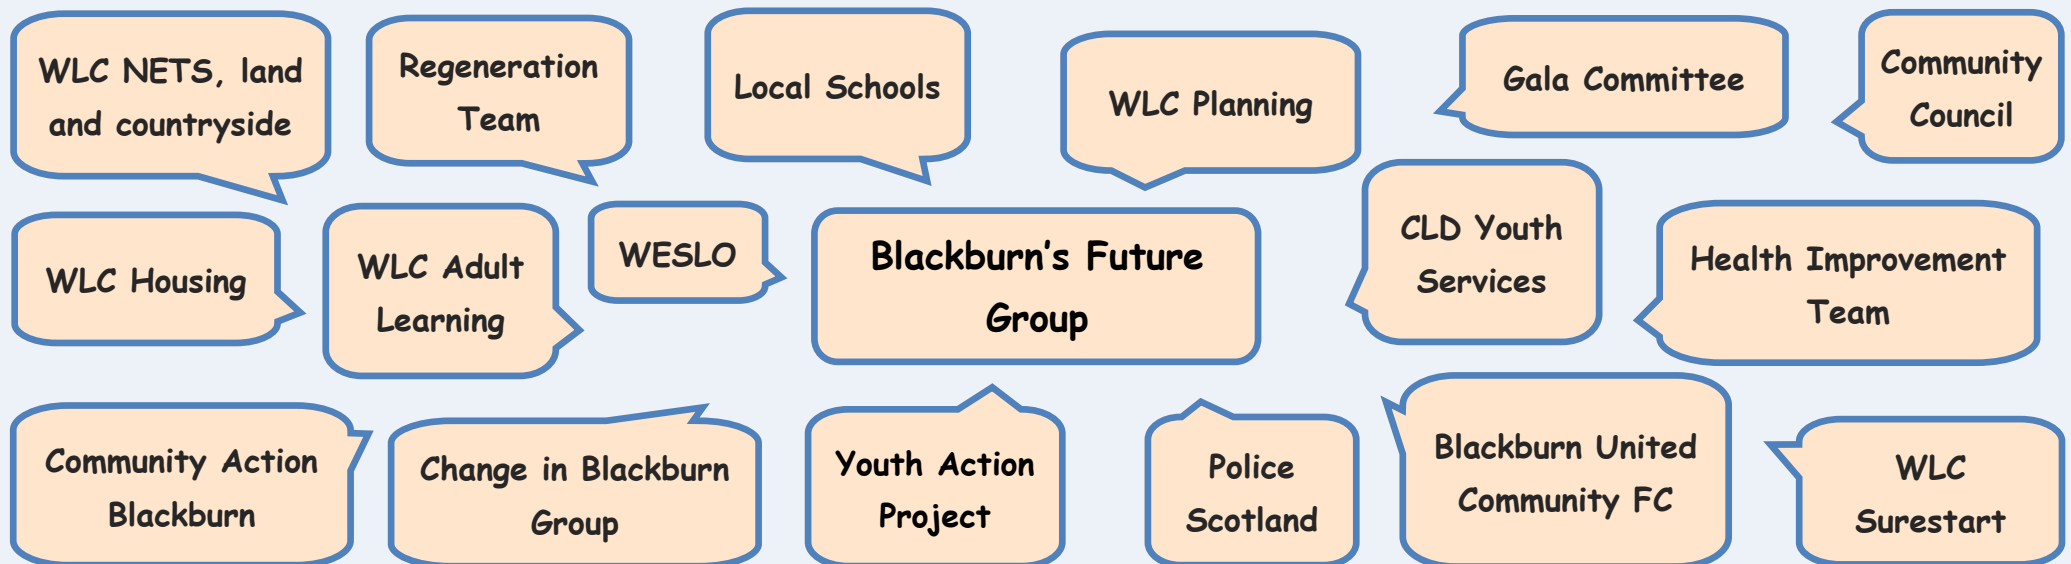 WLC NETS, land
and countryside
Regeneration
Team
Local Schools
WLC Planning
Gala Committee
Community
Council
WLC Housing
WLC Adult
Learning
WESLO
Blackburn’s Future
Group
CLD Youth
Services
Health Improvement
Team
Community Action
Blackburn
Change in Blackburn
Group
Youth Action
Project
Police
Scotland
Blackburn United
Community FC
WLC
Surestart